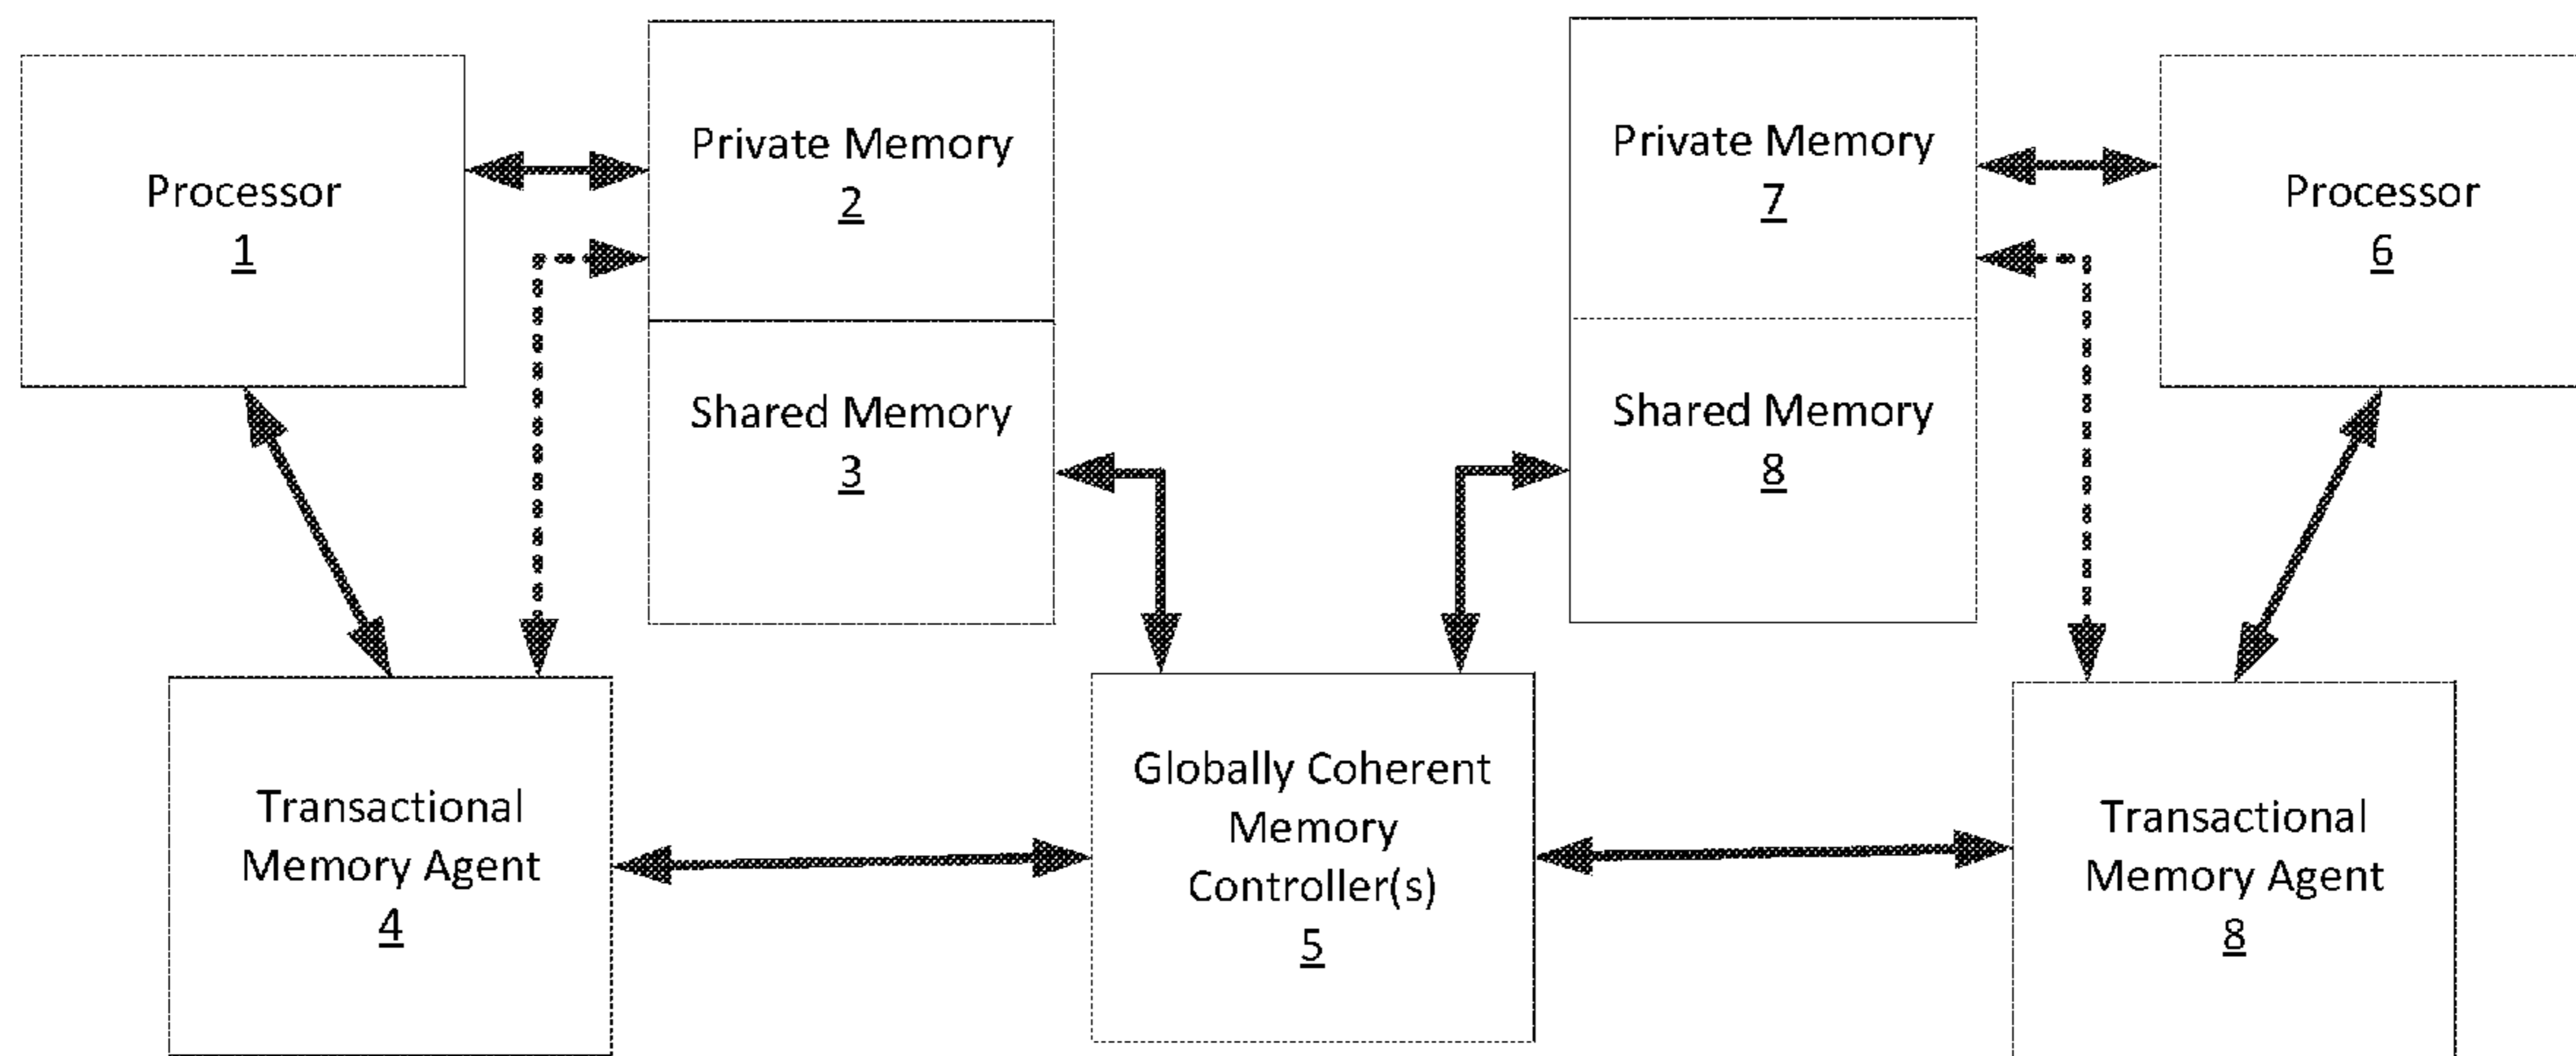 Processor
1
Private Memory
2
Shared Memory
3
Private Memory
7
Shared Memory
8
Processor
6
Transactional
Memory Agent
4
Globally Coherent
Memory
Controller(s)
5
Transactional
Memory Agent
8